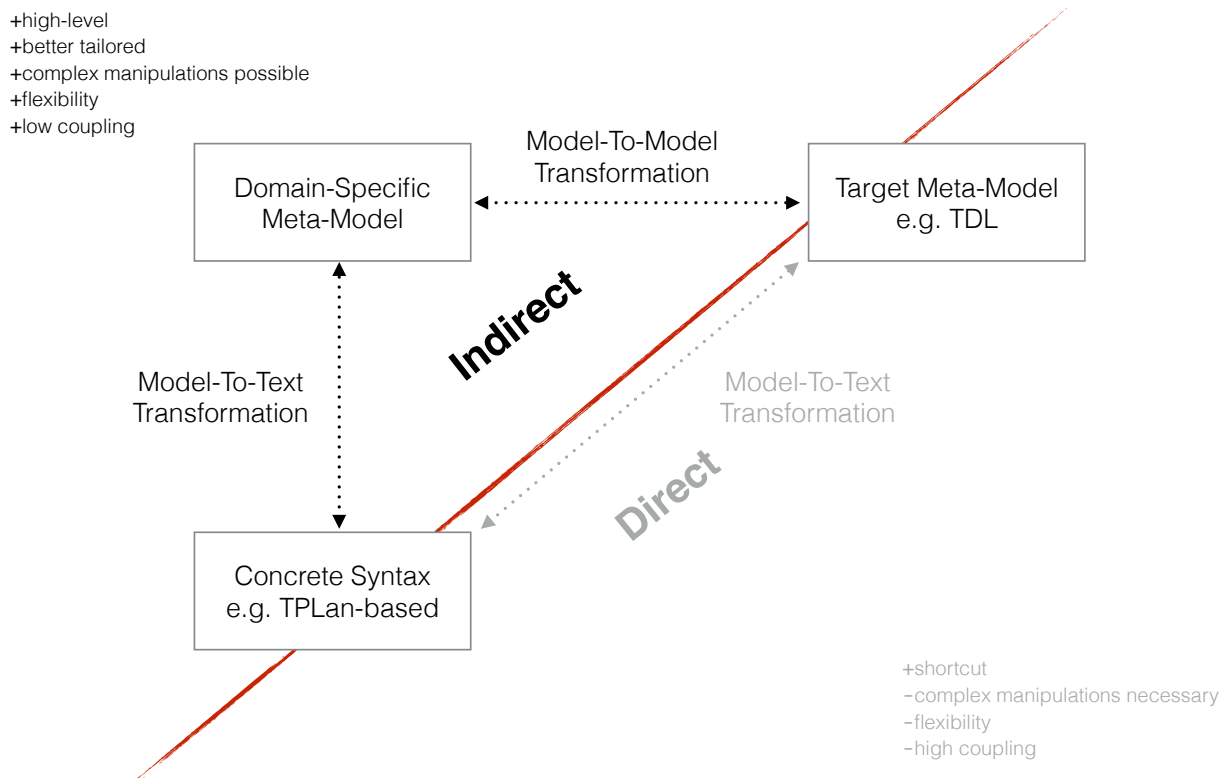 +high-level
+better tailored
+complex manipulations possible
+flexibility
+low coupling
Model-To-Model
Transformation
Domain-Specific
Meta-Model
Target Meta-Model
e.g. TDL
Indirect
Model-To-Text
Transformation
Model-To-Text
Transformation
Direct
Concrete Syntax
e.g. TPLan-based
+shortcut
-complex manipulations necessary
-flexibility
-high coupling